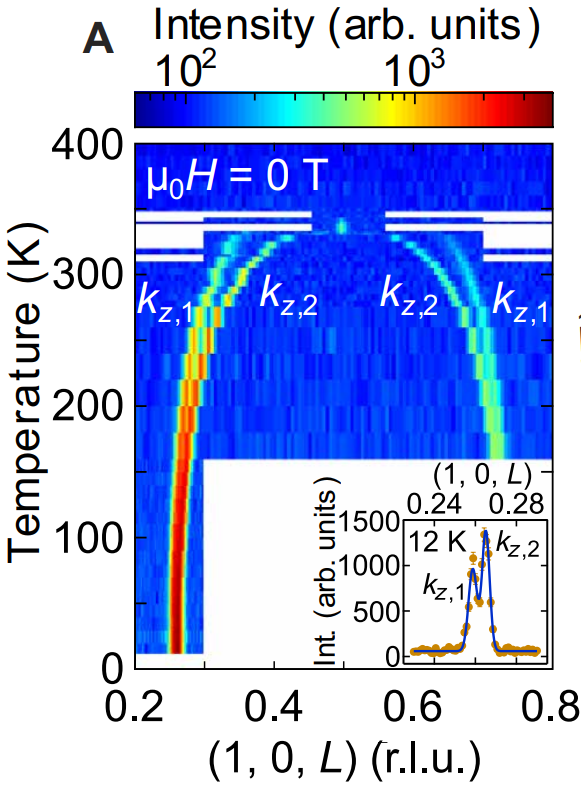 A
Intensity (arb. units)
10² 10³
μ₀H = 0 T
Temperature (K)
400
300
200
100
0
k_z,1 k_z,2 k_z,2 k_z,1
(1, 0, L)
0.24 0.28
Int. (arb. units)
1500
1000
500
0
12 K
k_z,2
k_z,1
0.2 0.4 0.6 0.8
(1, 0, L) (r.l.u.)